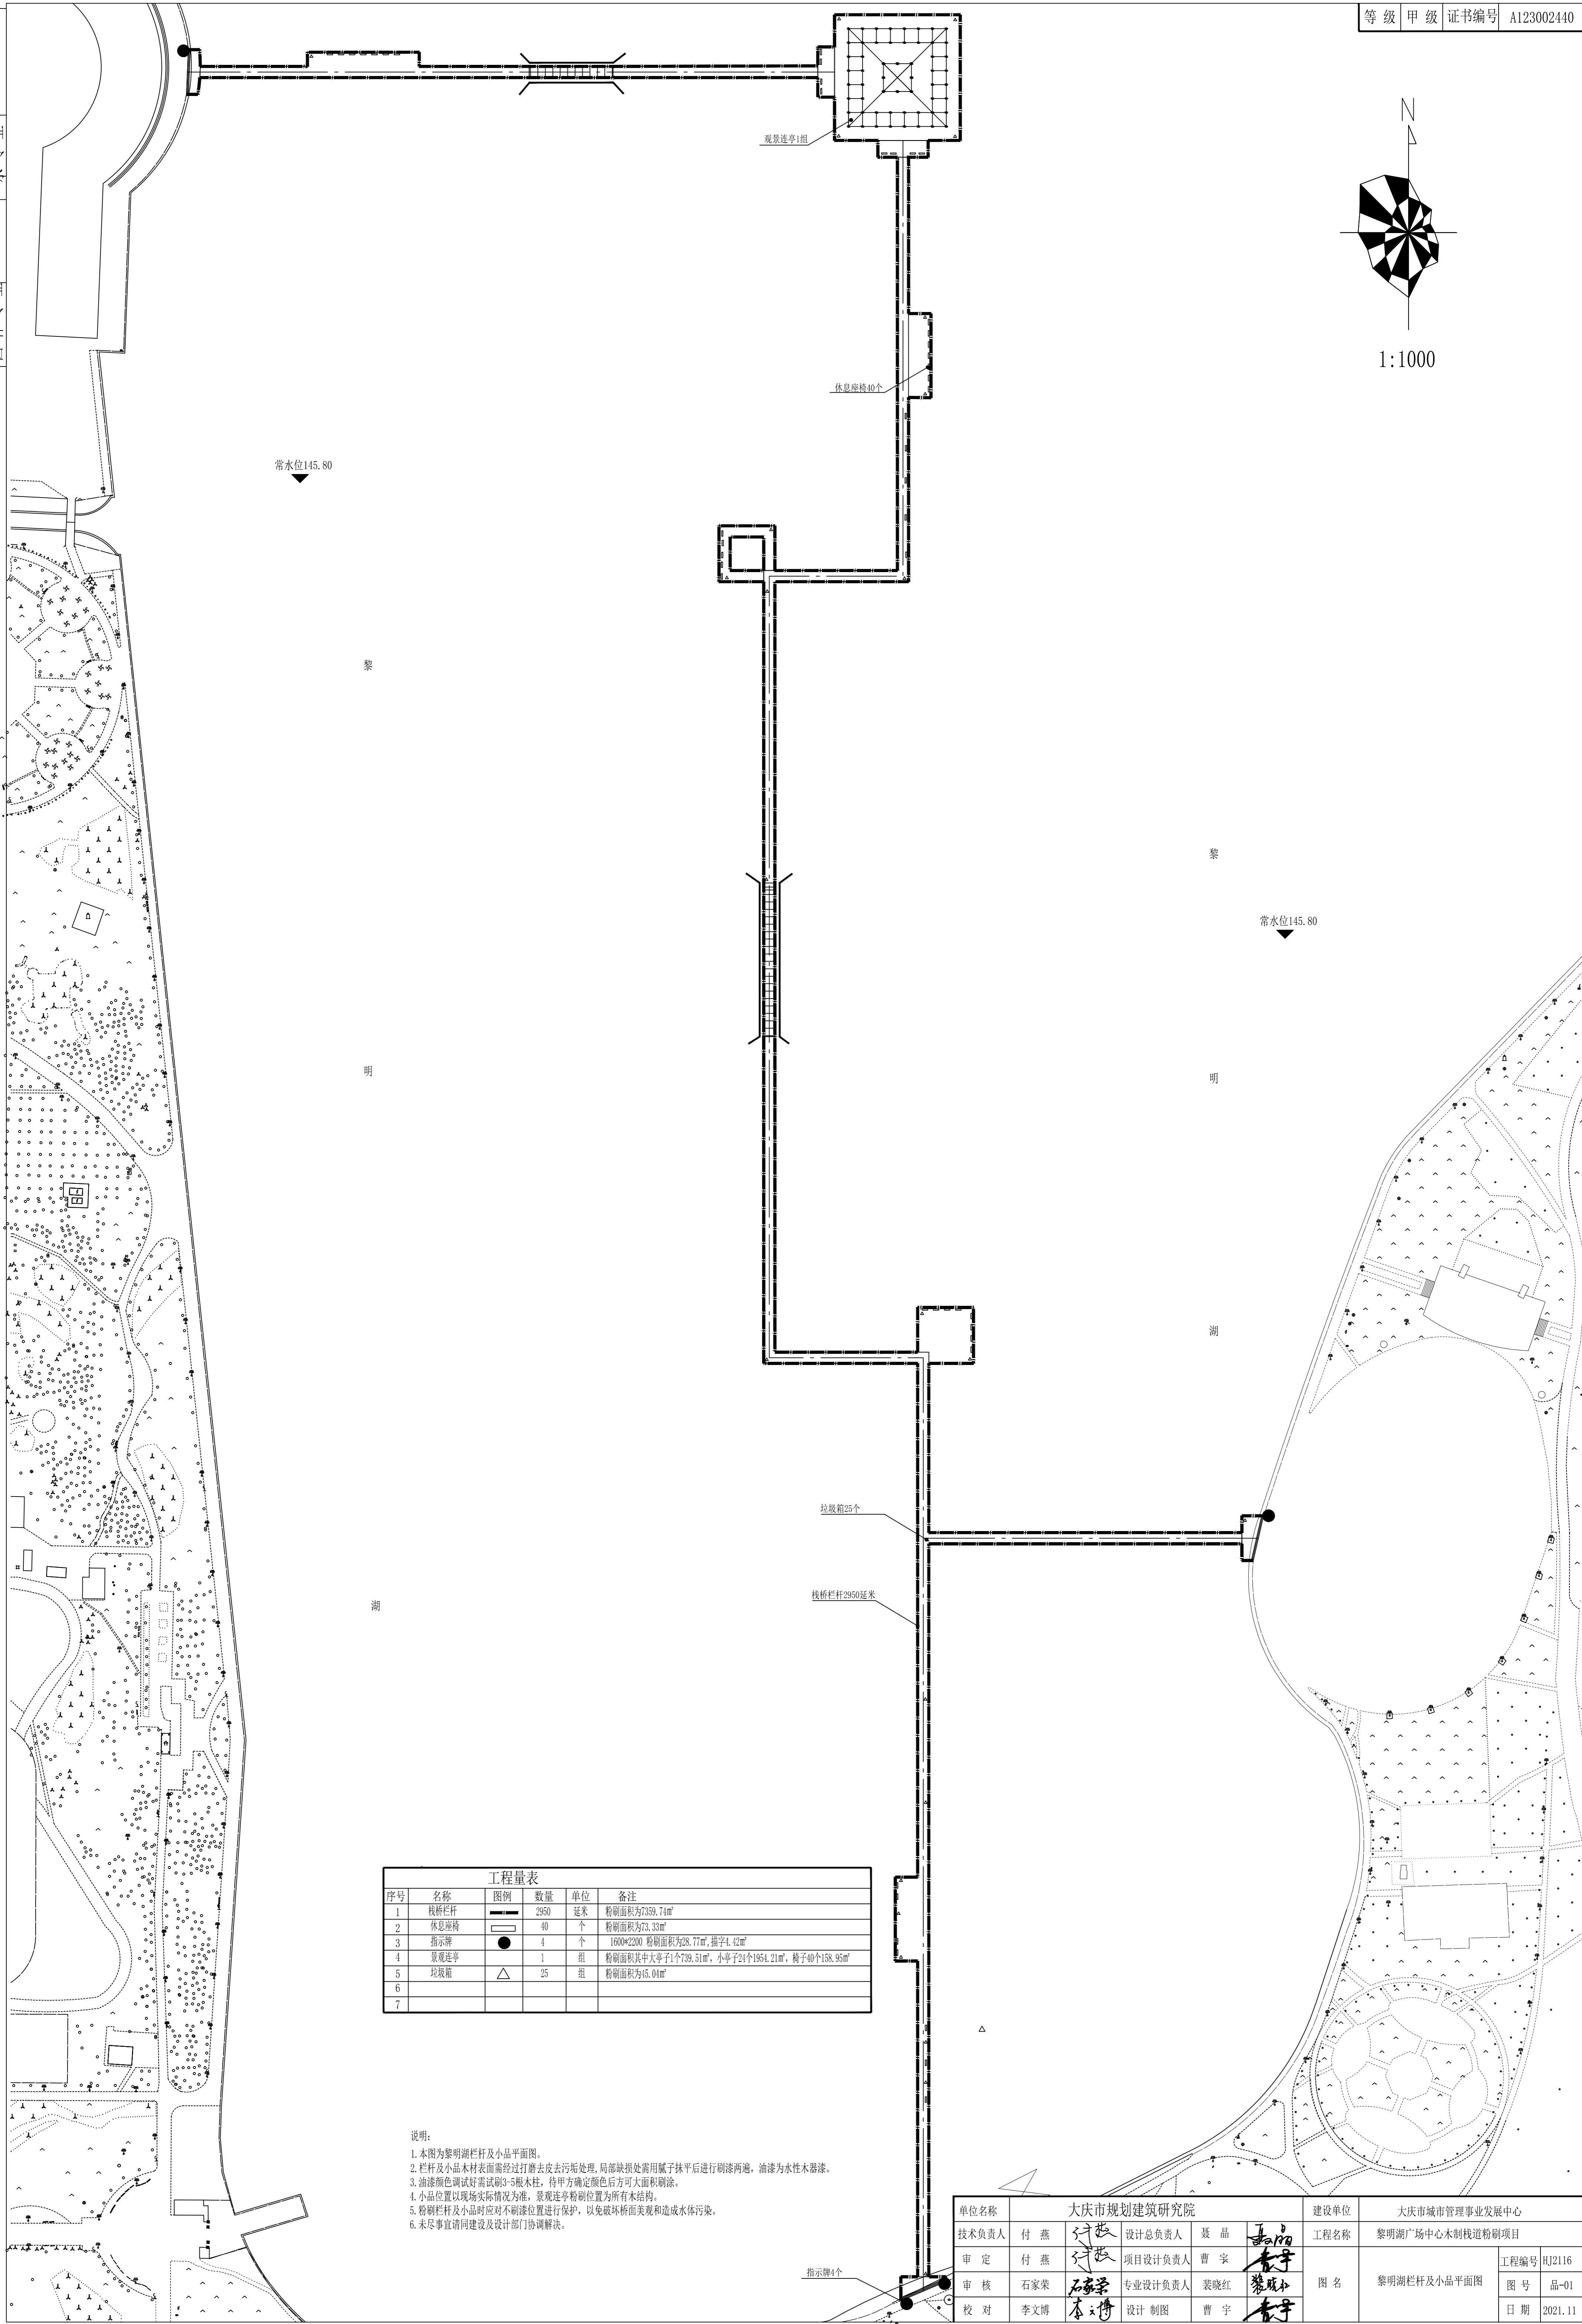 等 级 甲 级 证书编号 A123002440
观景连亭1组
N
1:1000
休息座椅40个
常水位145.80
黎
黎
常水位145.80
明
明
湖
垃圾箱25个
栈桥栏杆2950延米
湖
工程量表
序号 名称 图例 数量 单位 备注
1 栈桥栏杆 2950 延米 粉刷面积为7359.74㎡
2 休息座椅 40 个 粉刷面积为73.33㎡
3 指示牌 4 个 1600*2200 粉刷面积为28.77㎡,描字4.42㎡
4 景观连亭 1 组 粉刷面积其中大亭子1个739.51㎡,小亭子24个1954.21㎡,椅子40个158.95㎡
5 垃圾箱 25 组 粉刷面积为45.04㎡
6
7
说明:
1.本图为黎明湖栏杆及小品平面图。
2.栏杆及小品木材表面需经过打磨去皮去污垢处理,局部缺损处需用腻子抹平后进行刷漆两遍，油漆为水性木器漆。
3.油漆颜色调试好需试刷3-5根木柱，待甲方确定颜色后方可大面积刷涂。
4.小品位置以现场实际情况为准，景观连亭粉刷位置为所有木结构。
5.粉刷栏杆及小品时应对不刷漆位置进行保护，以免破坏桥面美观和造成水体污染。
6.未尽事宜请同建设及设计部门协调解决。
指示牌4个
单位名称 大庆市规划建筑研究院 建设单位 大庆市城市管理事业发展中心
技术负责人 付 燕 付燕 设计总负责人 聂 晶 聂晶 工程名称 黎明湖广场中心木制栈道粉刷项目
审 定 付 燕 付燕 项目设计负责人 曹 宇 曹宇 图 名 黎明湖栏杆及小品平面图 工程编号 HJ2116
审 核 石家荣 石家荣 专业设计负责人 裴晓红 裴晓红 图 号 品-01
校 对 李文博 李文博 设计 制图 曹 宇 曹宇 日 期 2021.11